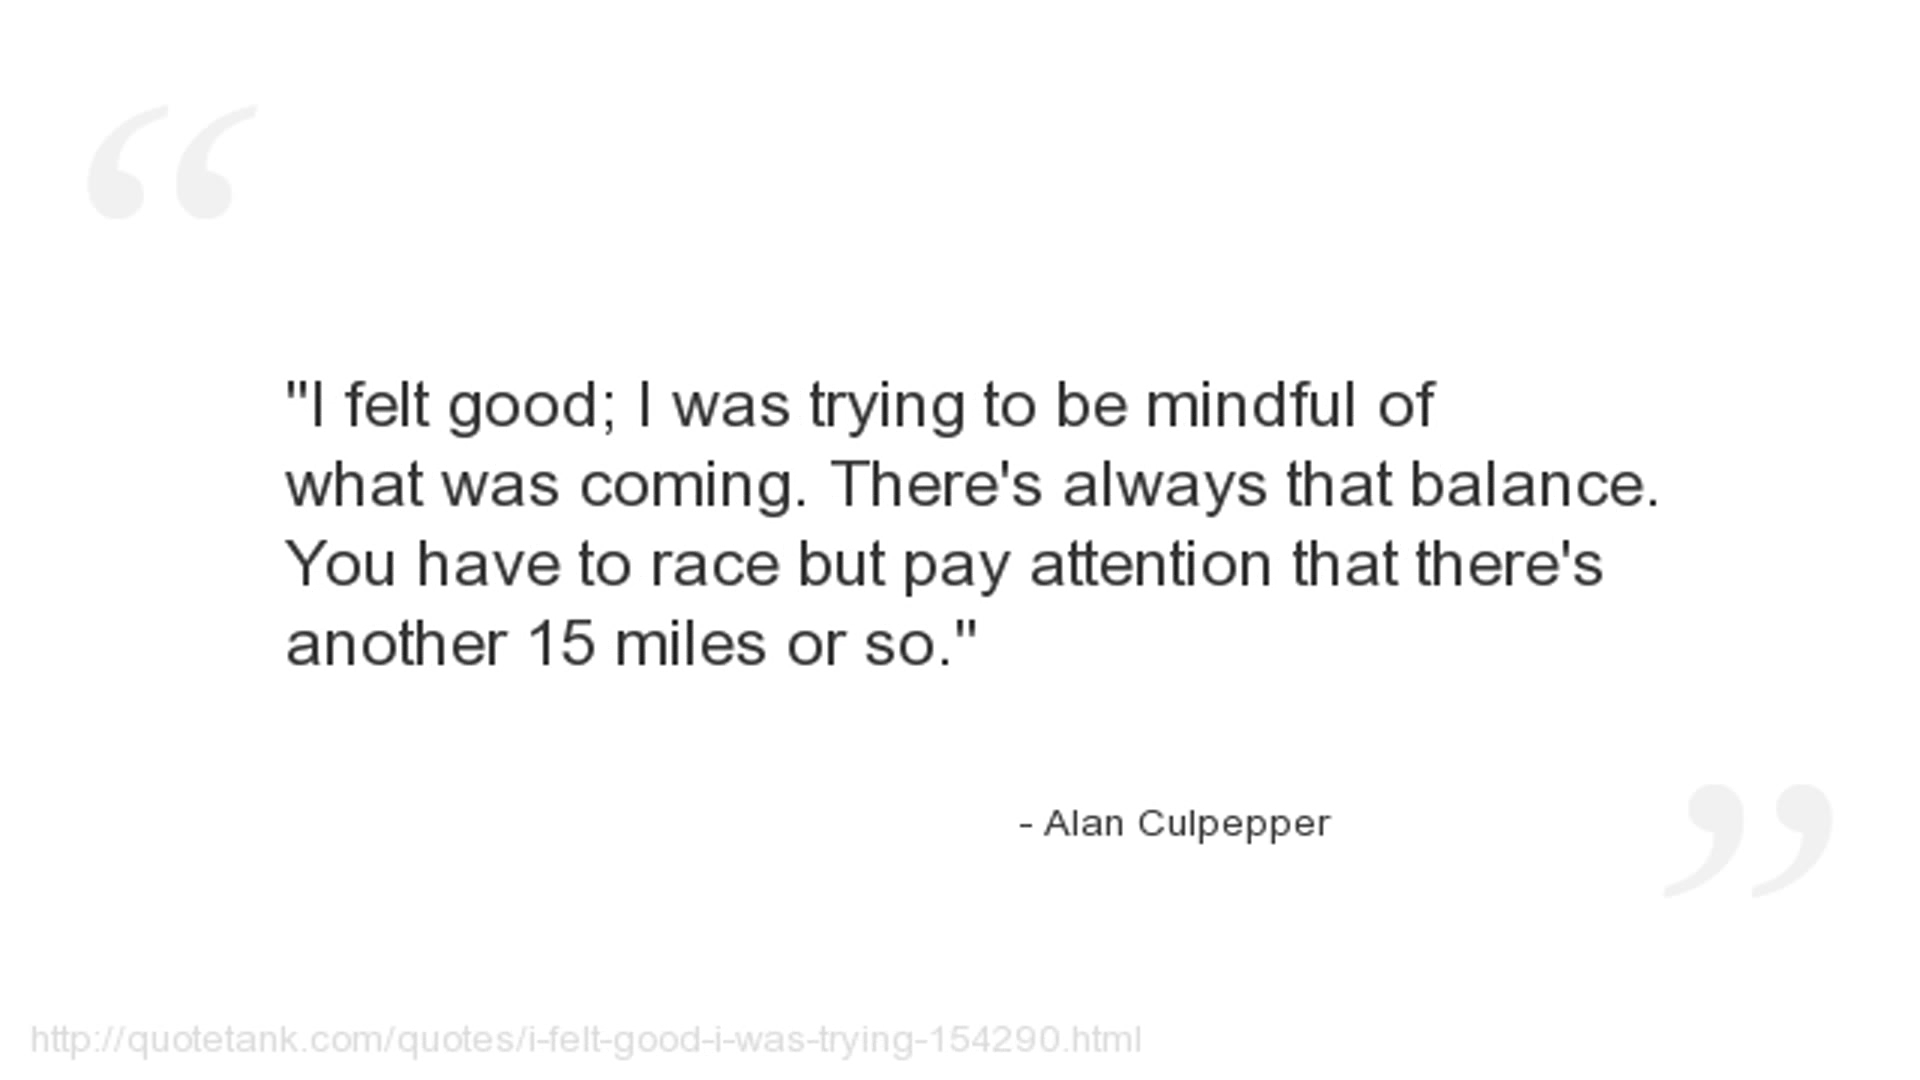 "I felt good; I was trying to be mindful of
what was coming. There's always that balance.
You have to race but pay attention that there's
another 15 miles or so."
- Alan Culpepper
http://quotetank.com/quotes/i-felt-good-i-was-trying-154290.html